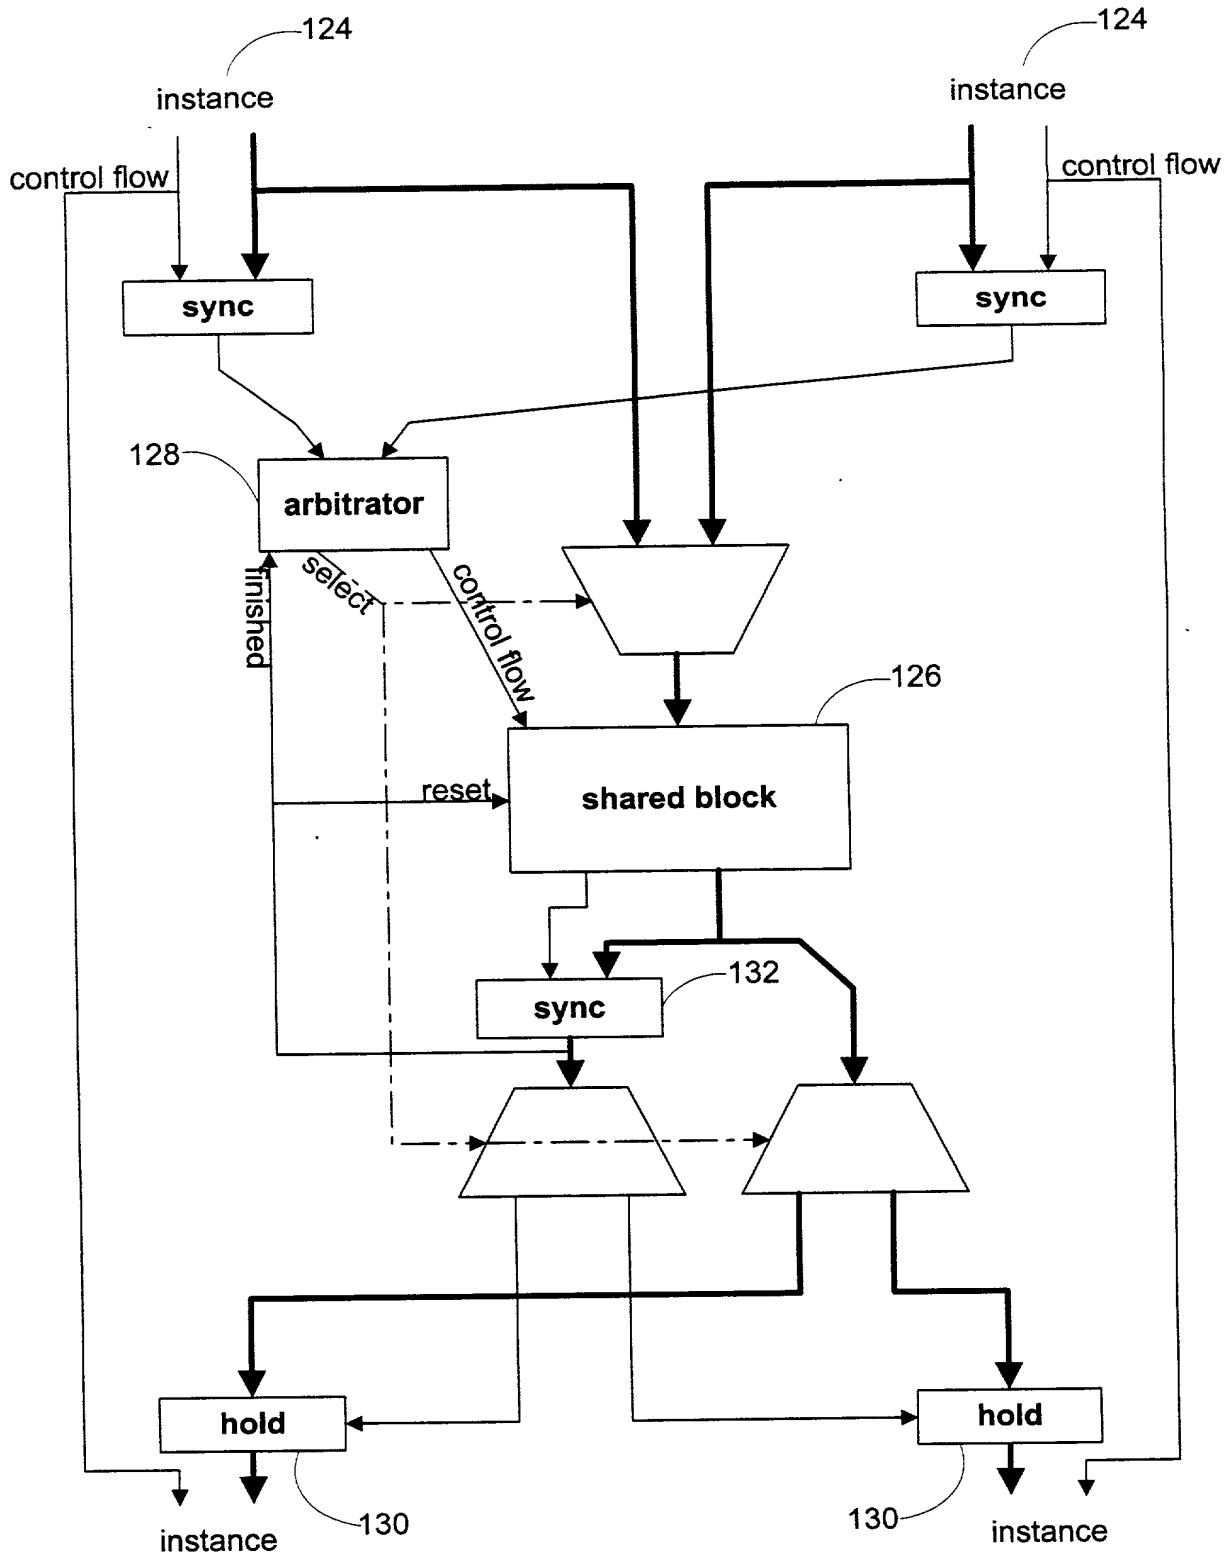 124
124
instance
instance
control flow
control flow
sync
sync
128
arbitrator
finished
select
control flow
126
reset
shared block
132
sync
hold
hold
130
130
instance
instance